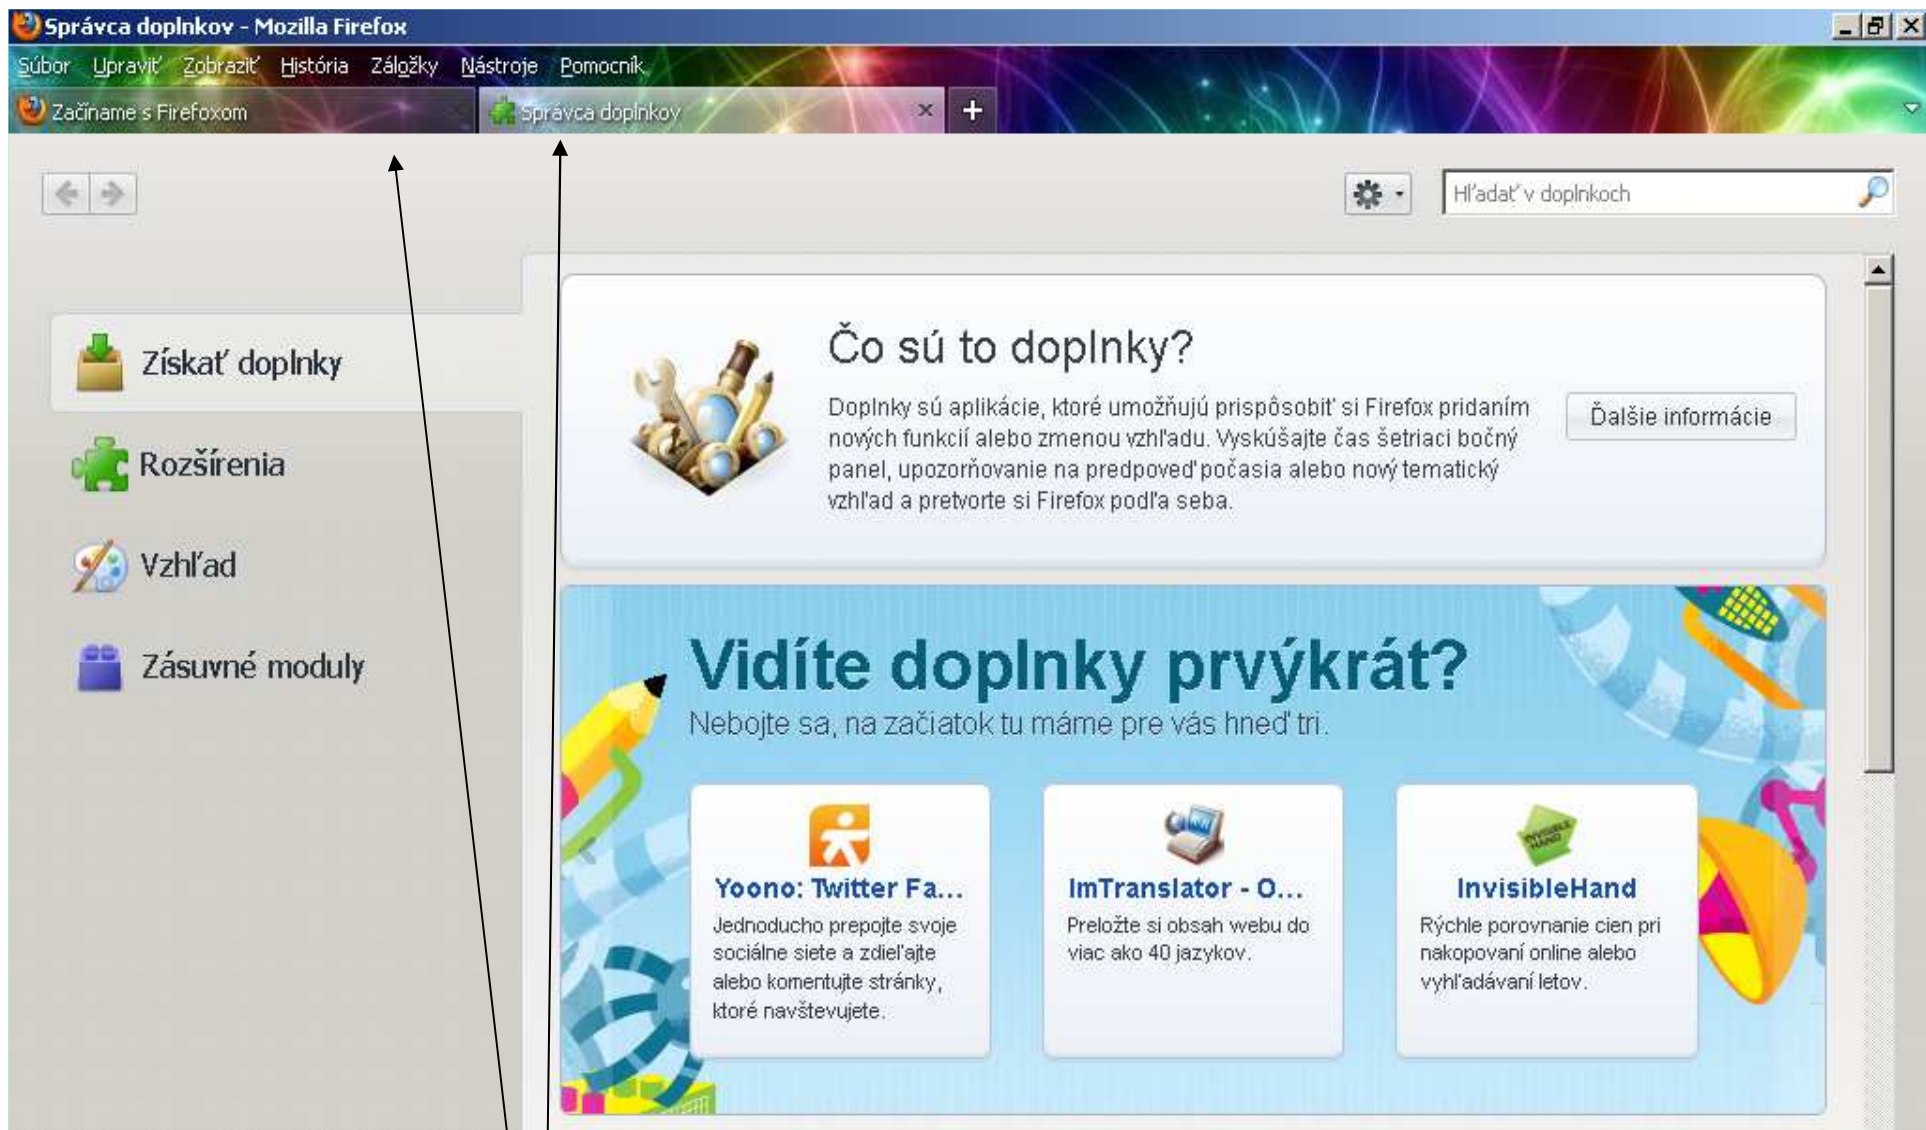 Správca doplnkov - Mozilla Firefox
Súbor Upraviť Zobraziť História Záložky Nástroje Pomocník
Začíname s Firefoxom Správca doplnkov
Hľadať v doplnkoch
Získať doplnky
Rozšírenia
Vzhľad
Zásuvné moduly
Čo sú to doplnky?
Doplnky sú aplikácie, ktoré umožňujú prispôsobiť si Firefox pridaním
nových funkcií alebo zmenou vzhľadu. Vyskúšajte čas šetriaci bočný
panel, upozorňovanie na predpoveď počasia alebo nový tematický
vzhľad a pretvorte si Firefox podľa seba.
Ďalšie informácie
Vidíte doplnky prvýkrát?
Nebojte sa, na začiatok tu máme pre vás hneď tri.
Yoono: Twitter Fa...
Jednoducho prepojte svoje
sociálne siete a zdieľajte
alebo komentujte stránky,
ktoré navštevujete.
ImTranslator - O...
Preložte si obsah webu do
viac ako 40 jazykov.
INVISIBLE
HAND
InvisibleHand
Rýchle porovnanie cien pri
nakopovaní online alebo
vyhľadávaní letov.